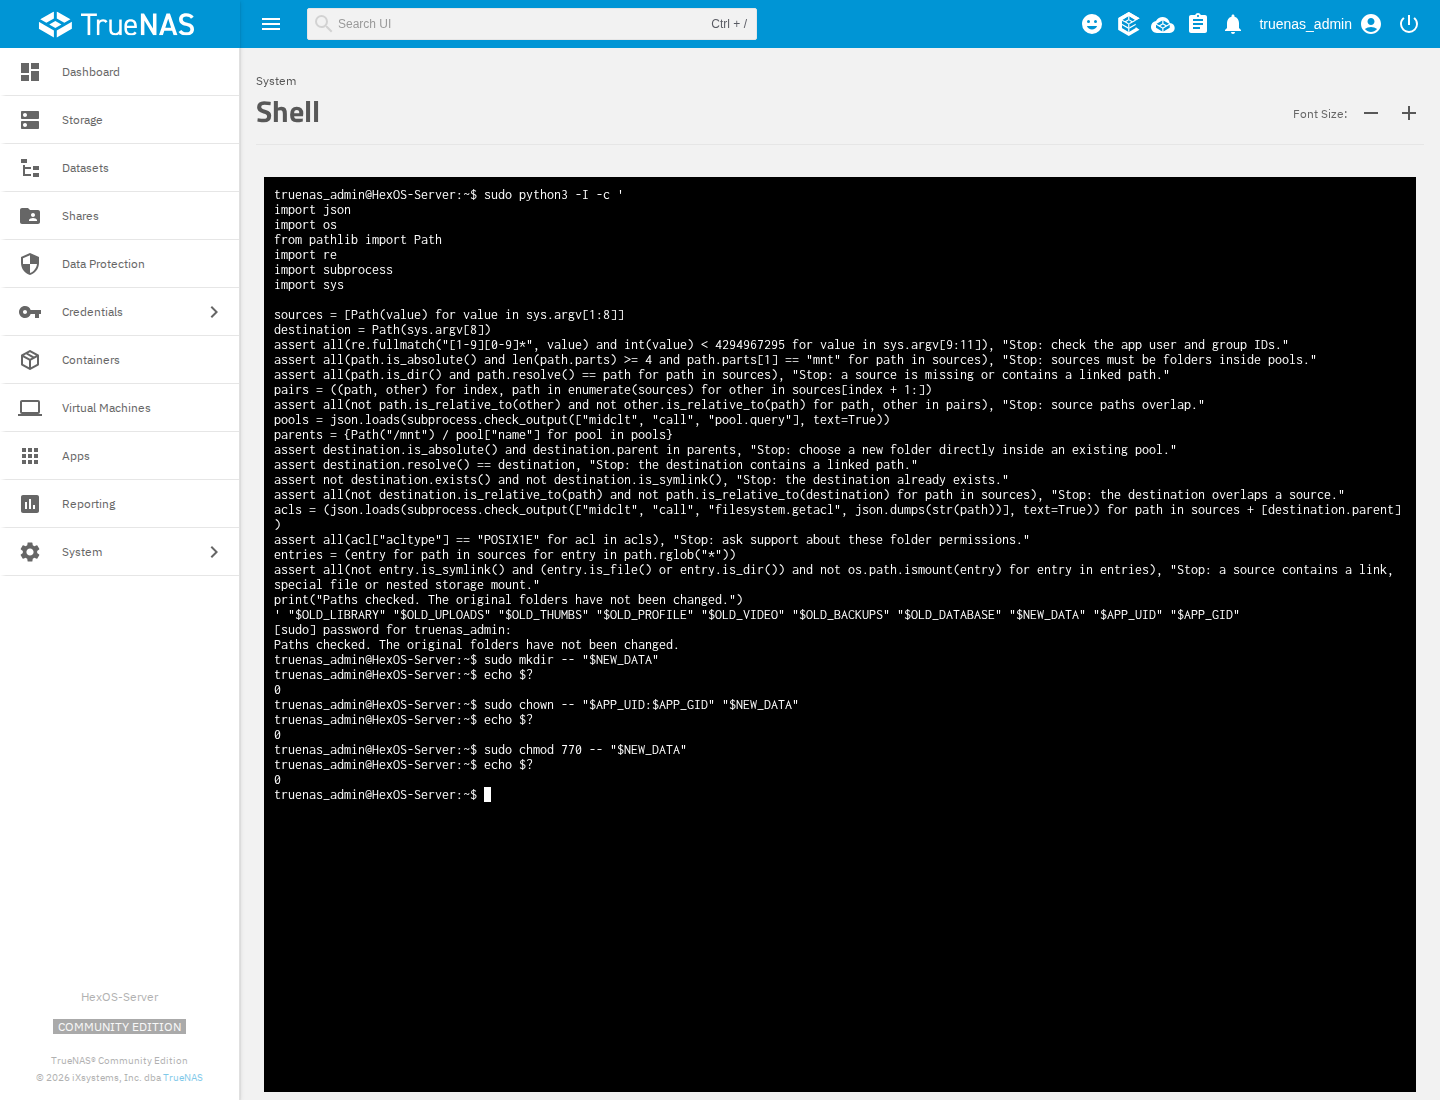 TrueNAS
Search UI
Ctrl + /
truenas_admin
Dashboard
Storage
Datasets
Shares
Data Protection
Credentials
Containers
Virtual Machines
Apps
Reporting
System
HexOS-Server
COMMUNITY EDITION
TrueNAS® Community Edition
© 2026 iXsystems, Inc. dba TrueNAS
System
Shell
Font Size:
truenas_admin@HexOS-Server:~$ sudo python3 -I -c '
import json
import os
from pathlib import Path
import re
import subprocess
import sys
sources = [Path(value) for value in sys.argv[1:8]]
destination = Path(sys.argv[8])
assert all(re.fullmatch("[1-9][0-9]*", value) and int(value) < 4294967295 for value in sys.argv[9:11]), "Stop: check the app user and group IDs."
assert all(path.is_absolute() and len(path.parts) >= 4 and path.parts[1] == "mnt" for path in sources), "Stop: sources must be folders inside pools."
assert all(path.is_dir() and path.resolve() == path for path in sources), "Stop: a source is missing or contains a linked path."
pairs = ((path, other) for index, path in enumerate(sources) for other in sources[index + 1:])
assert all(not path.is_relative_to(other) and not other.is_relative_to(path) for path, other in pairs), "Stop: source paths overlap."
pools = json.loads(subprocess.check_output(["midclt", "call", "pool.query"], text=True))
parents = {Path("/mnt") / pool["name"] for pool in pools}
assert destination.is_absolute() and destination.parent in parents, "Stop: choose a new folder directly inside an existing pool."
assert destination.resolve() == destination, "Stop: the destination contains a linked path."
assert not destination.exists() and not destination.is_symlink(), "Stop: the destination already exists."
assert all(not destination.is_relative_to(path) and not path.is_relative_to(destination) for path in sources), "Stop: the destination overlaps a source."
acls = (json.loads(subprocess.check_output(["midclt", "call", "filesystem.getacl", json.dumps(str(path))], text=True)) for path in sources + [destination.parent]
)
assert all(acl["acltype"] == "POSIX1E" for acl in acls), "Stop: ask support about these folder permissions."
entries = (entry for path in sources for entry in path.rglob("*"))
assert all(not entry.is_symlink() and (entry.is_file() or entry.is_dir()) and not os.path.ismount(entry) for entry in entries), "Stop: a source contains a link,
special file or nested storage mount."
print("Paths checked. The original folders have not been changed.")
' "$OLD_LIBRARY" "$OLD_UPLOADS" "$OLD_THUMBS" "$OLD_PROFILE" "$OLD_VIDEO" "$OLD_BACKUPS" "$OLD_DATABASE" "$NEW_DATA" "$APP_UID" "$APP_GID"
[sudo] password for truenas_admin:
Paths checked. The original folders have not been changed.
truenas_admin@HexOS-Server:~$ sudo mkdir -- "$NEW_DATA"
truenas_admin@HexOS-Server:~$ echo $?
0
truenas_admin@HexOS-Server:~$ sudo chown -- "$APP_UID:$APP_GID" "$NEW_DATA"
truenas_admin@HexOS-Server:~$ echo $?
0
truenas_admin@HexOS-Server:~$ sudo chmod 770 -- "$NEW_DATA"
truenas_admin@HexOS-Server:~$ echo $?
0
truenas_admin@HexOS-Server:~$